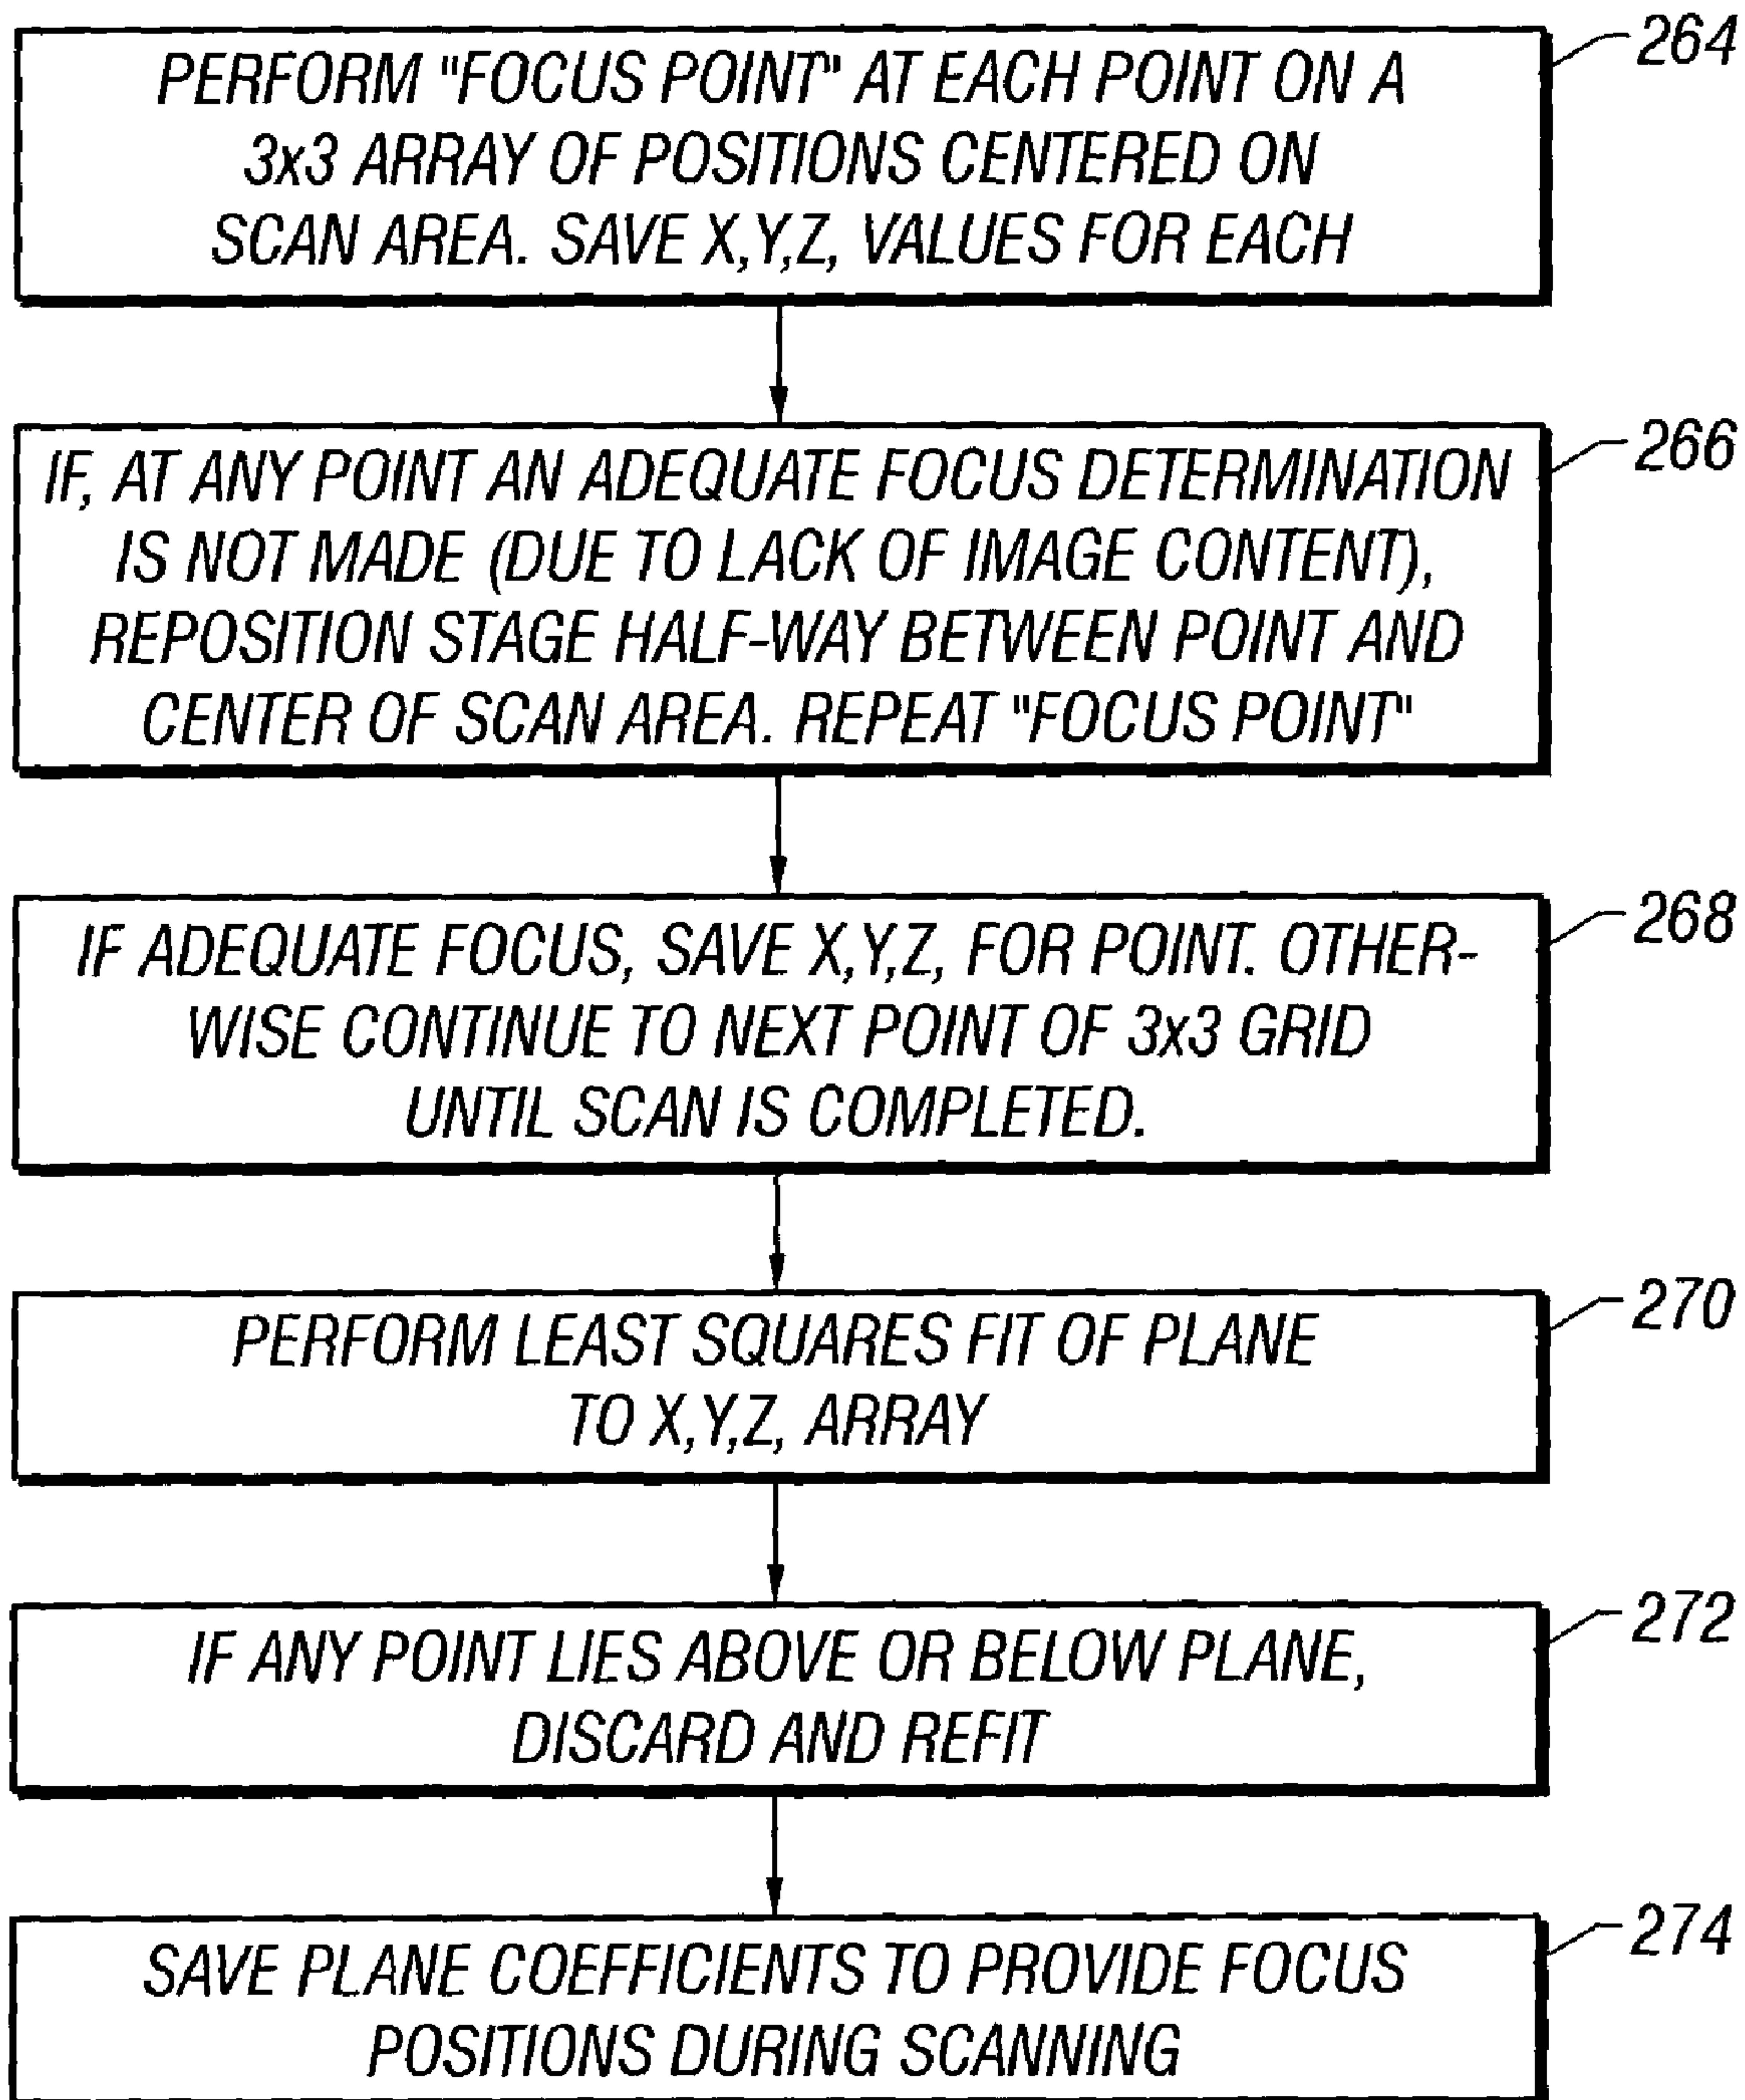 264
PERFORM "FOCUS POINT" AT EACH POINT ON A
3x3 ARRAY OF POSITIONS CENTERED ON
SCAN AREA. SAVE X,Y,Z, VALUES FOR EACH
266
IF, AT ANY POINT AN ADEQUATE FOCUS DETERMINATION
IS NOT MADE (DUE TO LACK OF IMAGE CONTENT),
REPOSITION STAGE HALF-WAY BETWEEN POINT AND
CENTER OF SCAN AREA. REPEAT "FOCUS POINT"
268
IF ADEQUATE FOCUS, SAVE X,Y,Z, FOR POINT. OTHER-
WISE CONTINUE TO NEXT POINT OF 3x3 GRID
UNTIL SCAN IS COMPLETED.
270
PERFORM LEAST SQUARES FIT OF PLANE
TO X,Y,Z, ARRAY
272
IF ANY POINT LIES ABOVE OR BELOW PLANE,
DISCARD AND REFIT
274
SAVE PLANE COEFFICIENTS TO PROVIDE FOCUS
POSITIONS DURING SCANNING